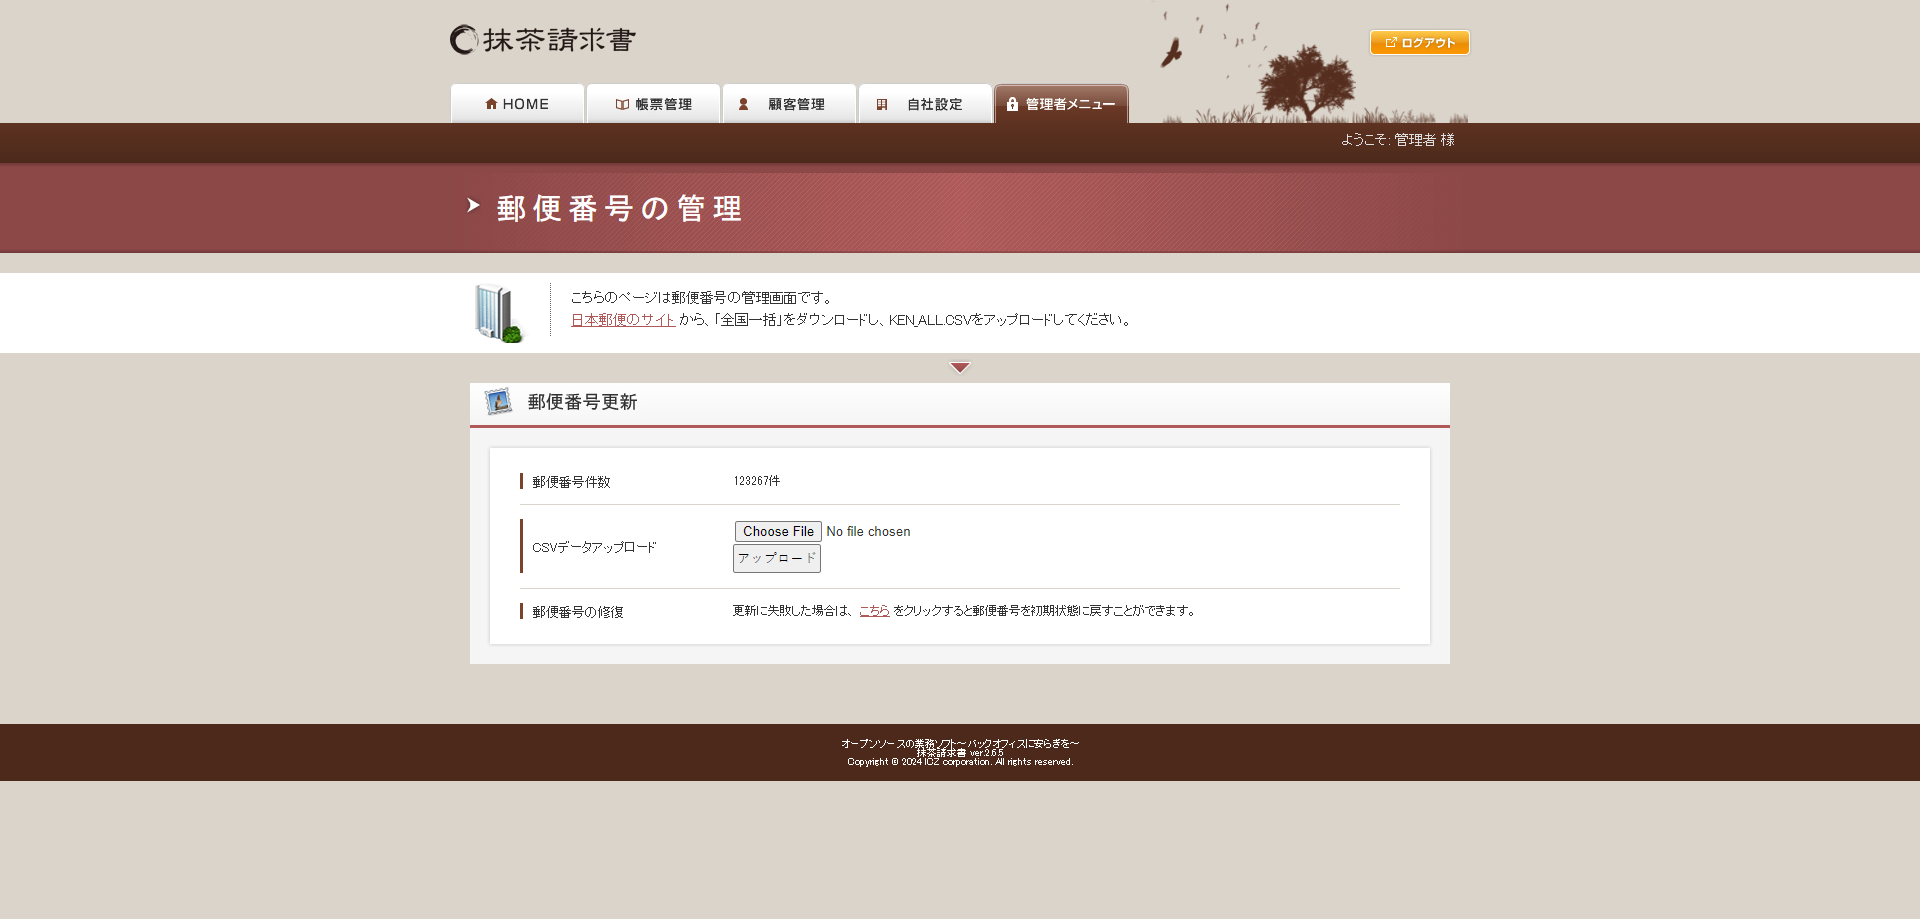 抹茶請求書
ログアウト
HOME
帳票管理
顧客管理
自社設定
管理者メニュー
ようこそ: 管理者 様
郵便番号の管理
こちらのページは郵便番号の管理画面です。
日本郵便のサイト から、「全国一括」をダウンロードし、KEN_ALL.CSVをアップロードしてください。
郵便番号更新
郵便番号件数 123267件
CSVデータアップロード Choose File No file chosen
アップロード
郵便番号の修復 更新に失敗した場合は、 こちら をクリックすると郵便番号を初期状態に戻すことができます。
オープンソースの業務ソフト～バックオフィスに安らぎを～
抹茶請求書 ver.2.6.5
Copyright © 2024 ICZ corporation. All rights reserved.